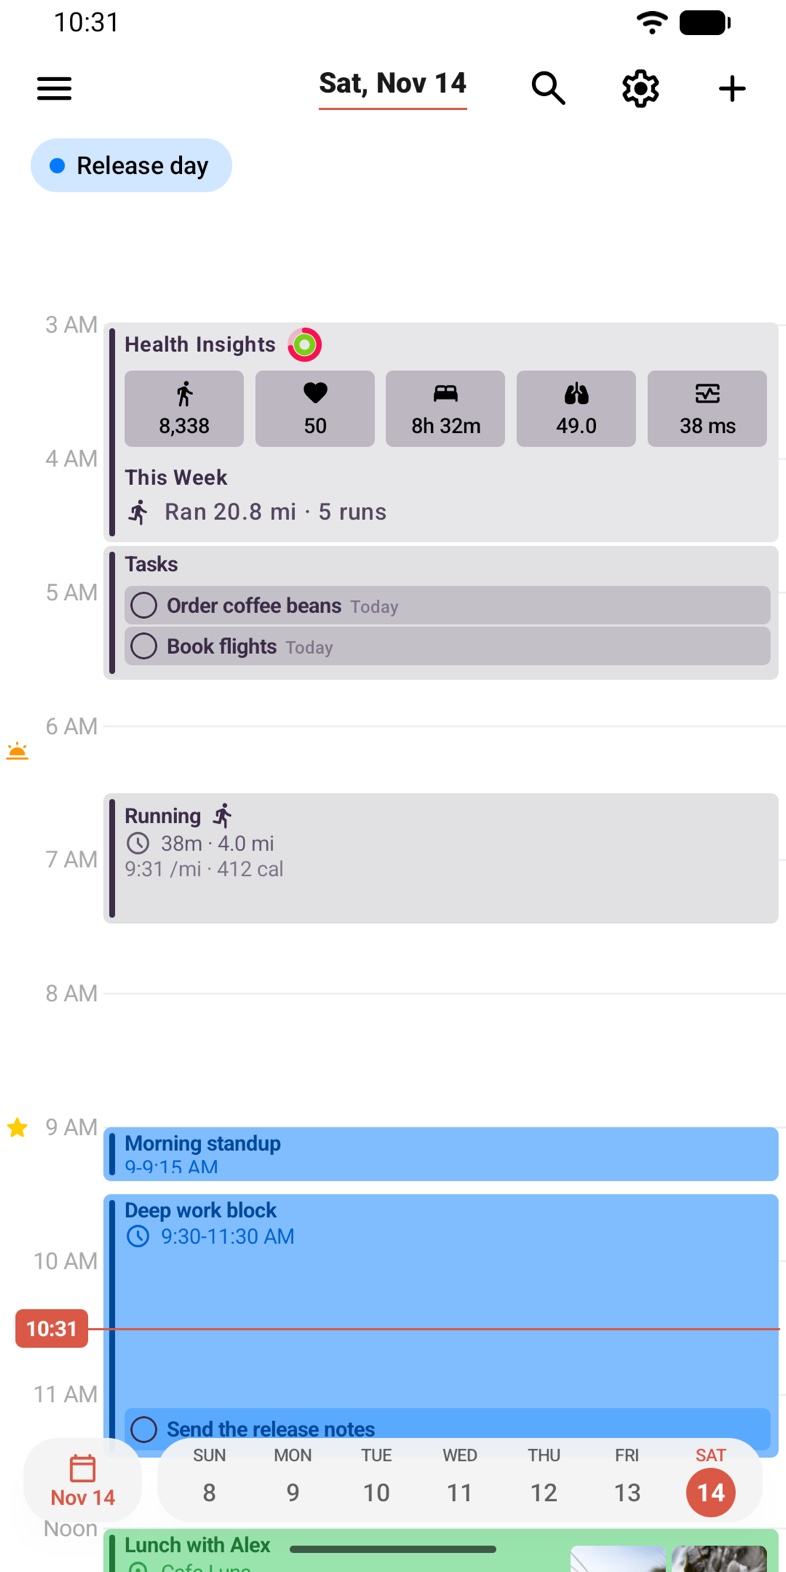 10:31
Sat, Nov 14
Release day
3 AM
Health Insights
8,338
50
8h 32m
49.0
38 ms
4 AM
This Week
Ran 20.8 mi · 5 runs
Tasks
5 AM
Order coffee beans Today
Book flights Today
6 AM
Running
38m · 4.0 mi
7 AM
9:31 /mi · 412 cal
8 AM
9 AM
Morning standup
9-9:15 AM
Deep work block
9:30-11:30 AM
10 AM
10:31
11 AM
Send the release notes
SUN MON TUE WED THU FRI SAT
Nov 14
8 9 10 11 12 13 14
Noon
Lunch with Alex